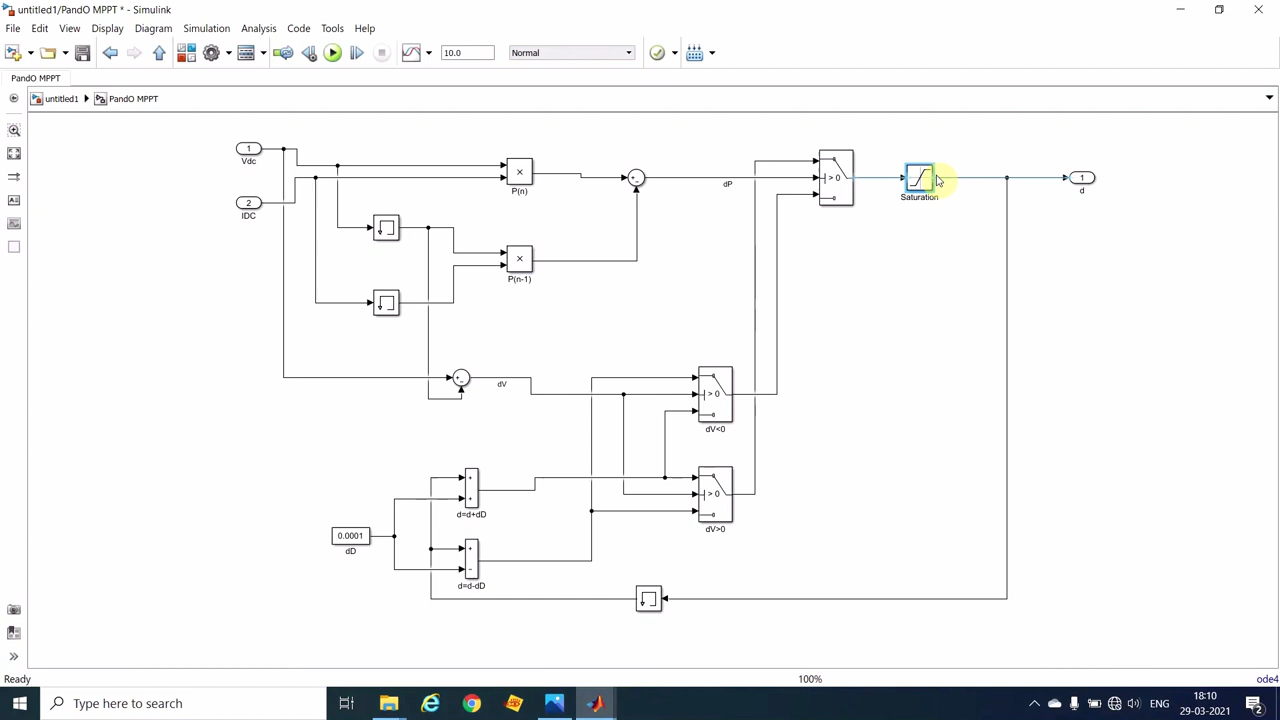 untitled1/PandO MPPT * - Simulink
File Edit View Display Diagram Simulation Analysis Code Tools Help
10.0 Normal
PandO MPPT
untitled1 PandO MPPT
1
Vdc
2
IDC
×
P(n)
×
P(n-1)
+
-
dP
> 0
Saturation
1
d
+
-
dV
> 0
dV<0
> 0
dV>0
+
+
d=d+dD
0.0001
dD
+
−
d=d-dD
Ready 100% ode4
Type here to search
ENG
18:10
29-03-2021
2